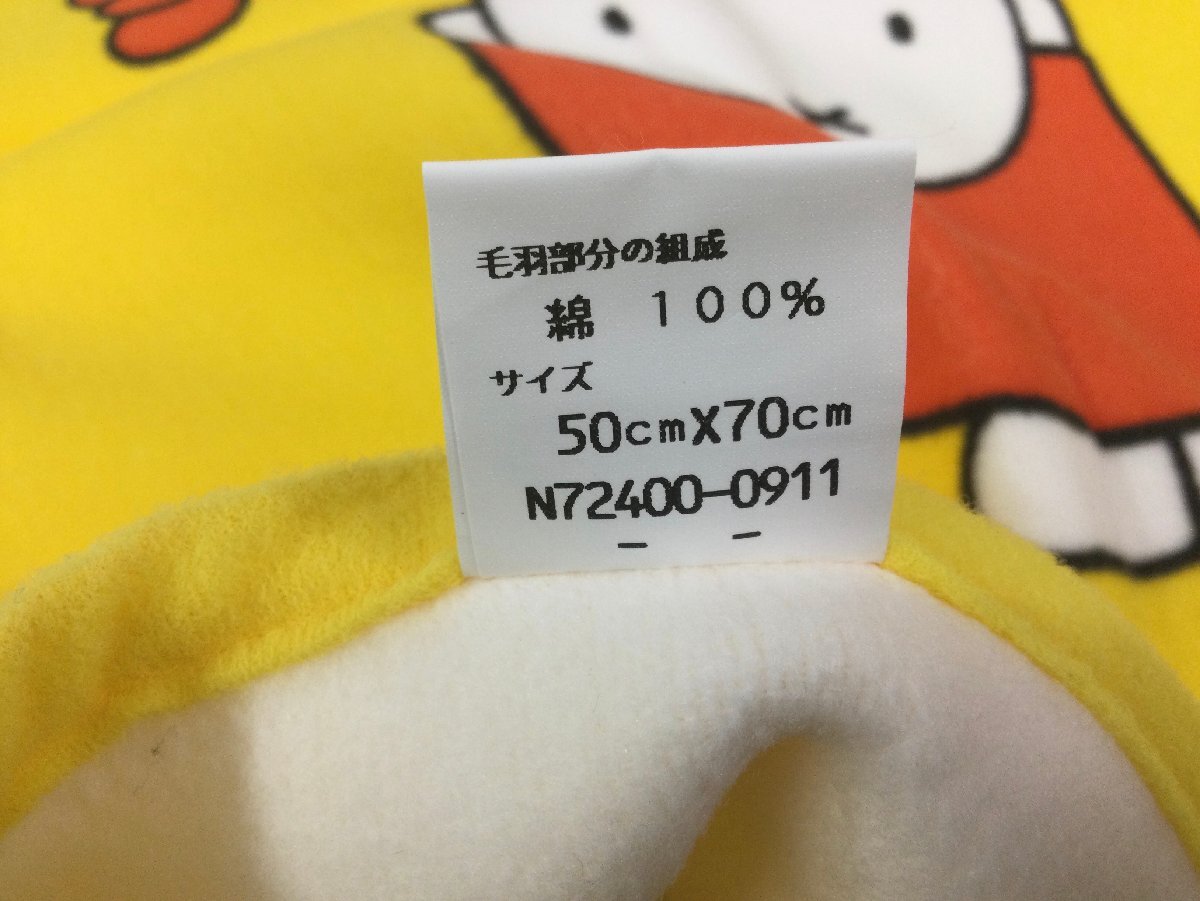 毛羽部分の組成
綿 １００%
サイズ
50cmX70cm
N72400-0911
– –